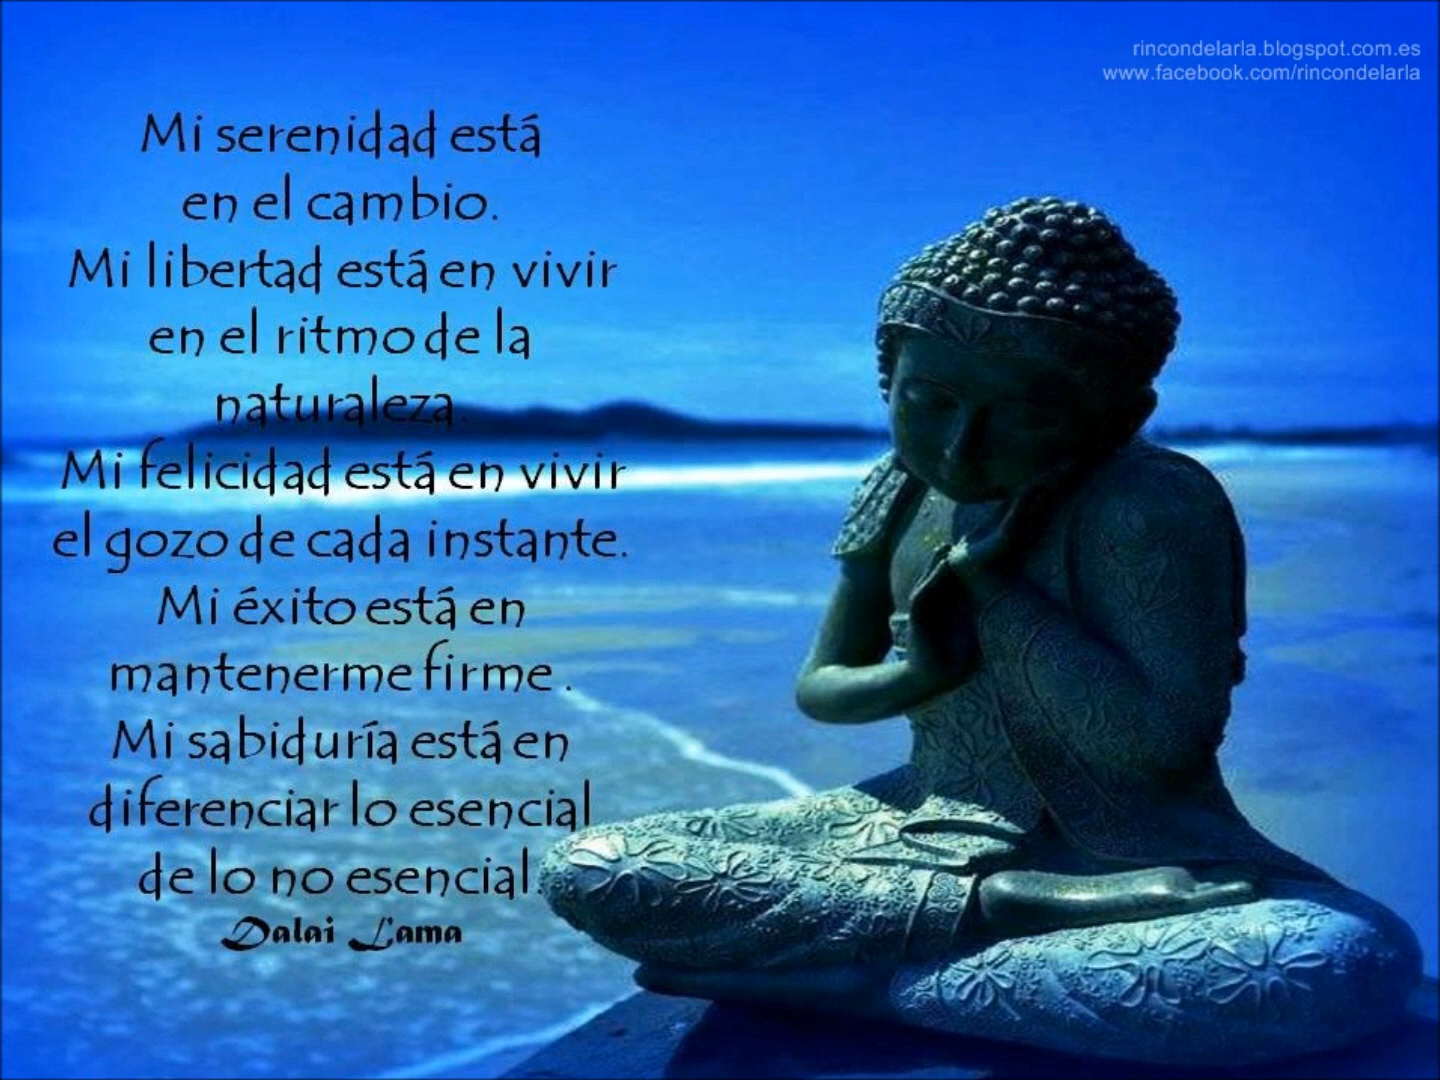 rincondelarla.blogspot.com.es
www.facebook.com/rincondelarla
Mi serenidad está
en el cambio.
Mi libertad está en vivir
en el ritmo de la
naturaleza.
Mi felicidad está en vivir
el gozo de cada instante.
Mi éxito está en
mantenerme firme .
Mi sabiduría está en
diferenciar lo esencial
de lo no esencial.
Dalai Lama